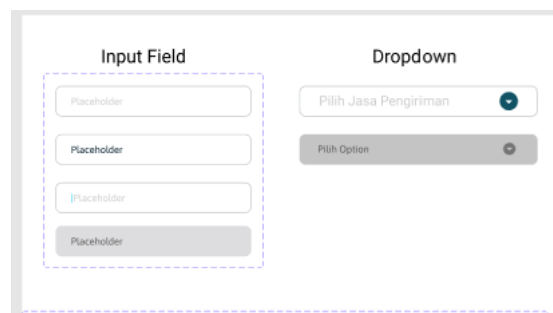 Input Field
Placeholder
Placeholder
Placeholder
Placeholder
Dropdown
Pilih Jasa Pengiriman
Pilih Option